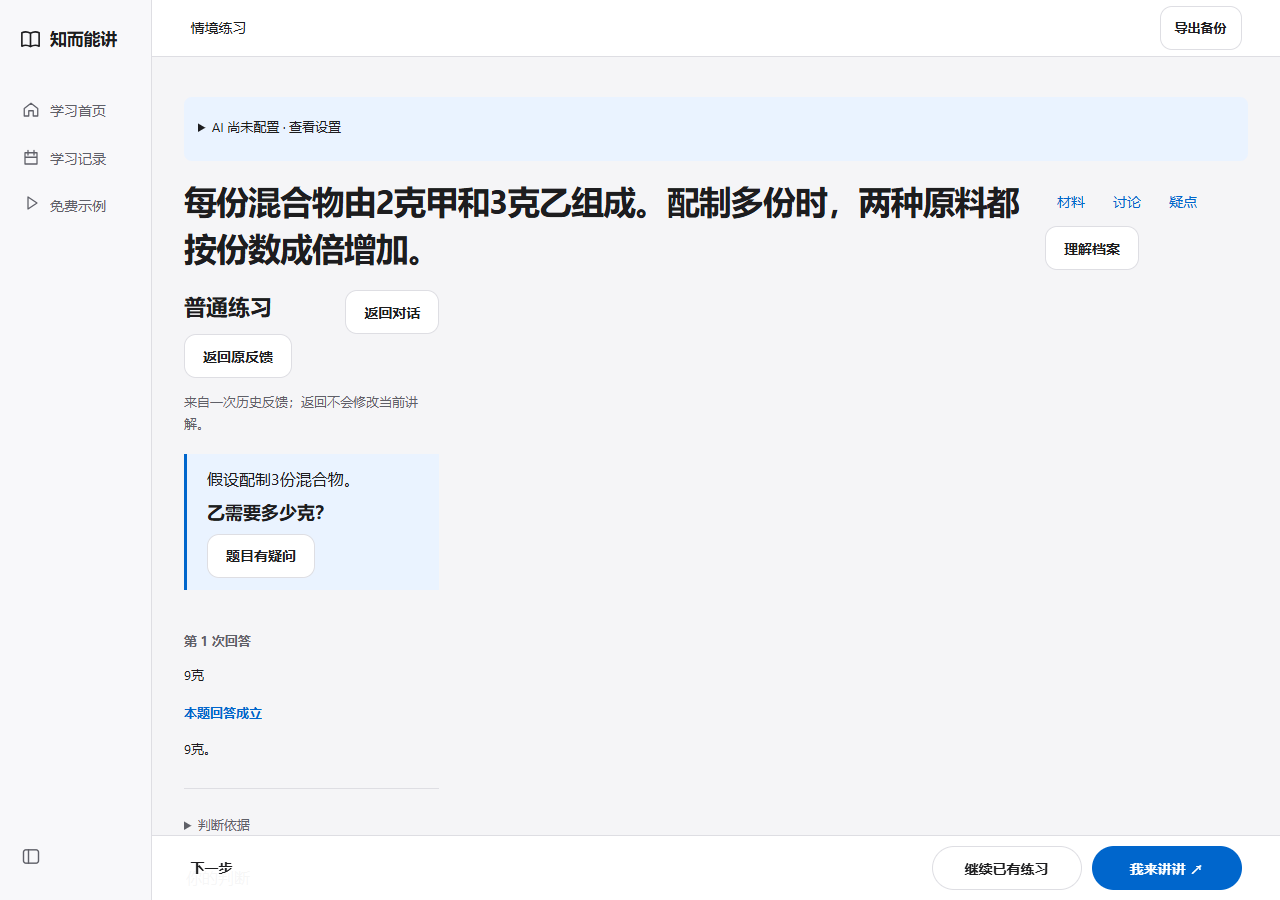 知而能讲
学习首页
学习记录
免费示例
情境练习
导出备份
▶ AI 尚未配置 · 查看设置
每份混合物由2克甲和3克乙组成。配制多份时，两种原料都
按份数成倍增加。
材料
讨论
疑点
理解档案
普通练习
返回对话
返回原反馈
来自一次历史反馈；返回不会修改当前讲
解。
假设配制3份混合物。
乙需要多少克？
题目有疑问
第 1 次回答
9克
本题回答成立
9克。
▶ 判断依据
下一步
继续已有练习
我来讲讲 ↗